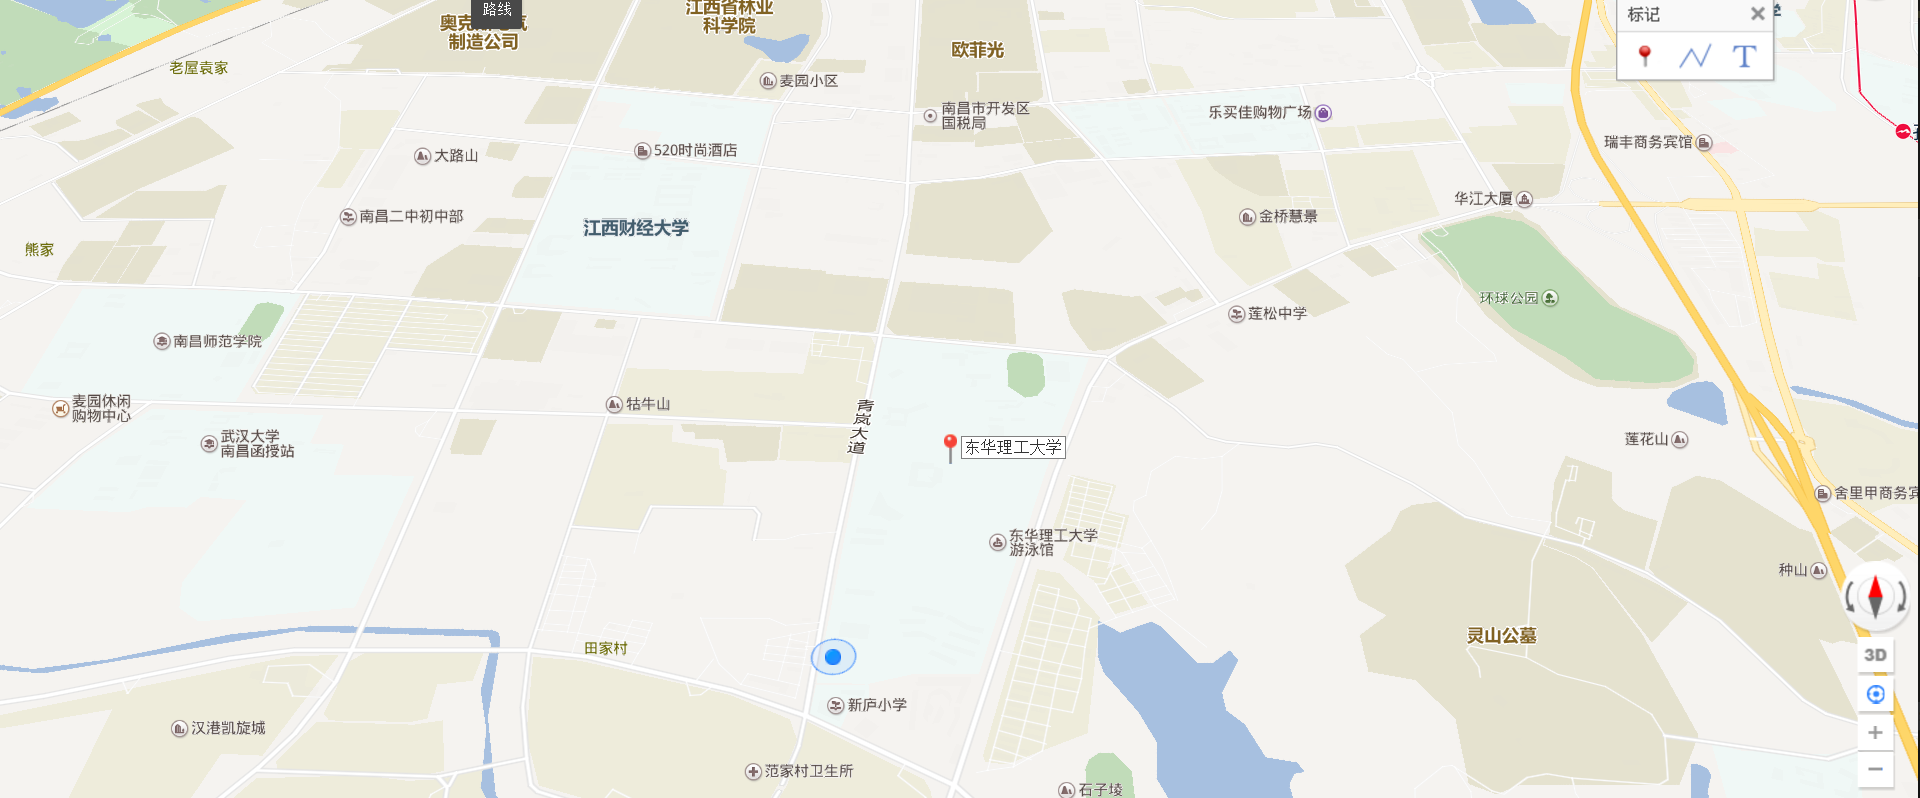 路线
江西省林业
科学院
标记
奥克
气
制造公司
欧菲光
老屋袁家
麦园小区
T
南昌市开发区
国税局
乐买佳购物广场
520时尚酒店
大路山
瑞丰商务宾馆
华江大厦
南昌二中初中部
江西财经大学
金桥慧景
熊家
环球公园
莲松中学
南昌师范学院
麦园休闲
购物中心
牯牛山
青岚大道
武汉大学
南昌函授站
东华理工大学
莲花山
舍里甲商务宾
东华理工大学
游泳馆
种山
灵山公墓
田家村
3D
新庐小学
汉港凯旋城
范家村卫生所
石子埮